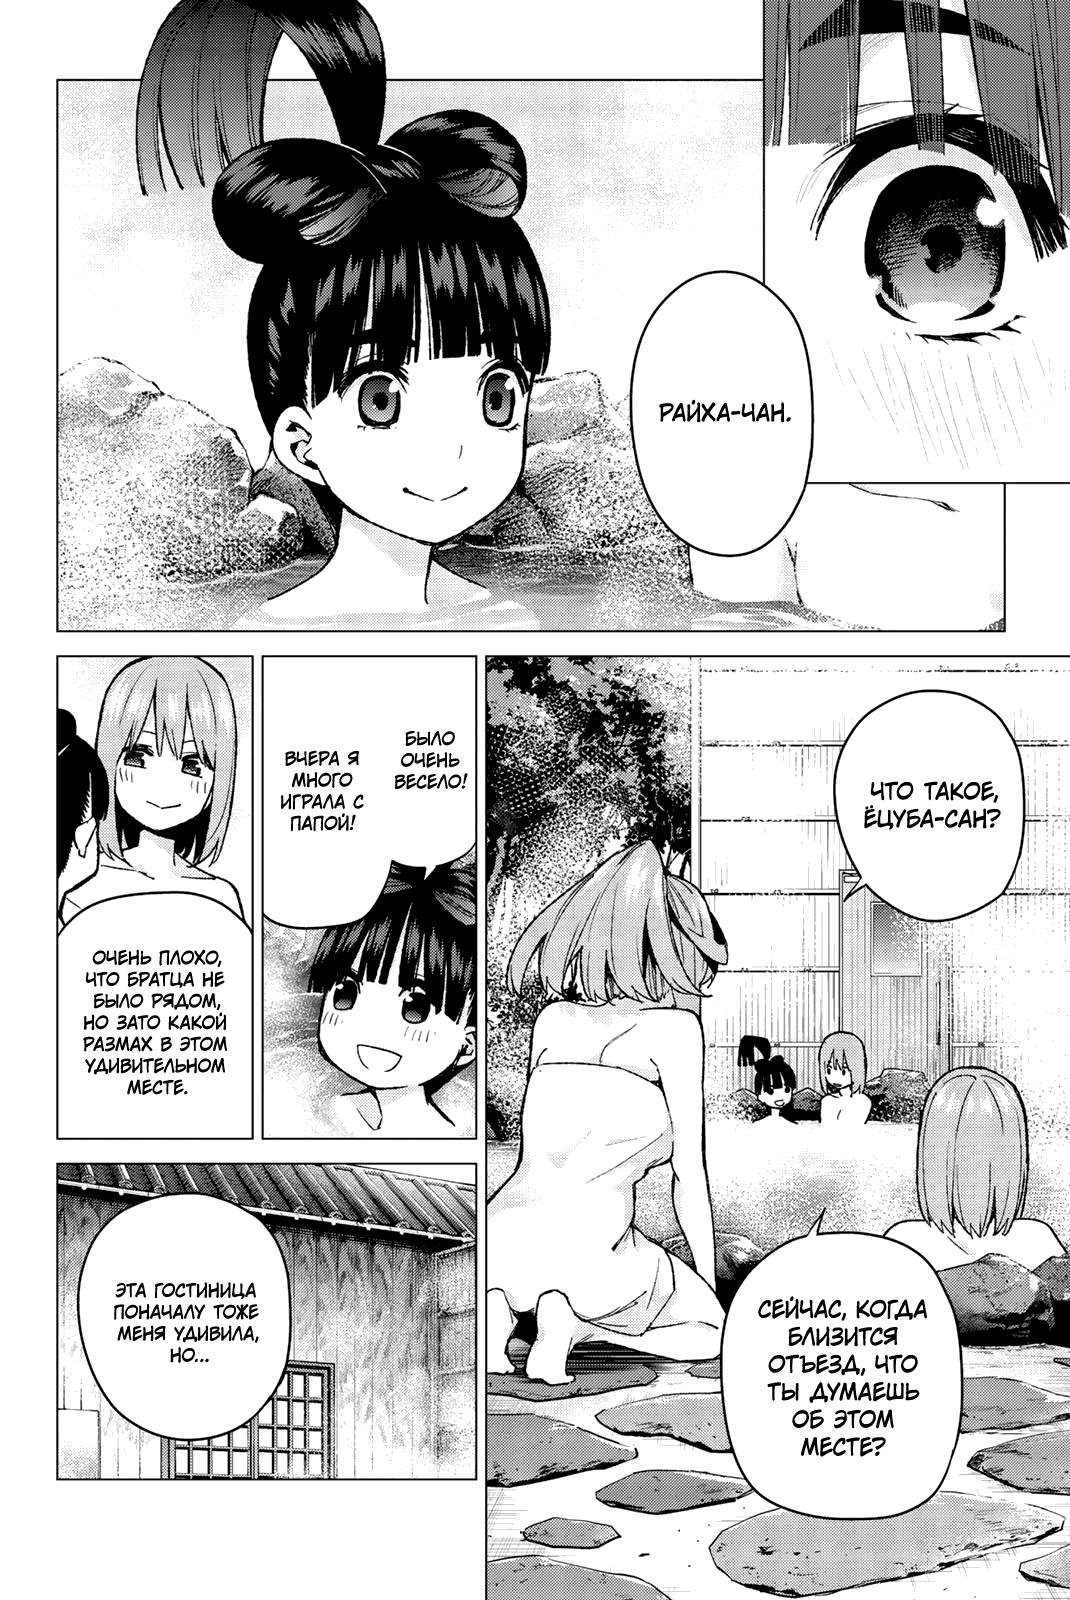 РАЙХА-ЧАН.
ЧТО ТАКОЕ,
ЁЦУБА-САН?
СЕЙЧАС, КОГДА
БЛИЗИТСЯ
ОТЪЕЗД, ЧТО
ТЫ ДУМАЕШЬ
ОБ ЭТОМ
МЕСТЕ?
БЫЛО
ОЧЕНЬ
ВЕСЕЛО!
ВЧЕРА Я
МНОГО
ИГРАЛА С
ПАПОЙ!
ОЧЕНЬ ПЛОХО,
ЧТО БРАТЦА НЕ
БЫЛО РЯДОМ,
НО ЗАТО КАКОЙ
РАЗМАХ В ЭТОМ
УДИВИТЕЛЬНОМ
МЕСТЕ.
ЭТА ГОСТИНИЦА
ПОНАЧАЛУ ТОЖЕ
МЕНЯ УДИВИЛА,
НО...